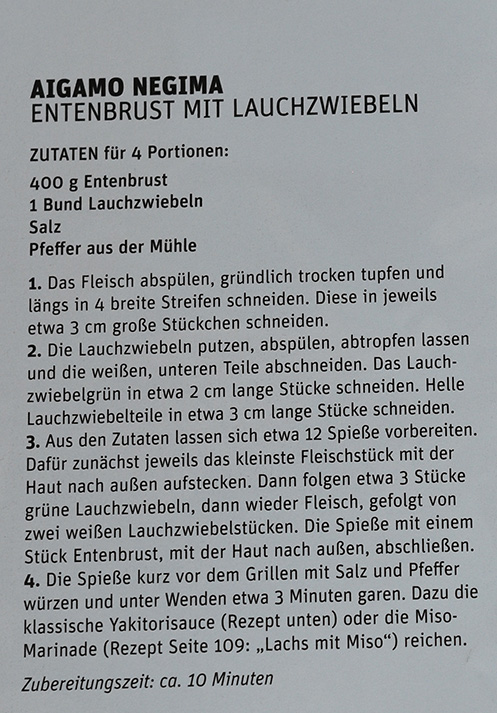 AIGAMO NEGIMA
ENTENBRUST MIT LAUCHZWIEBELN
ZUTATEN für 4 Portionen:
400 g Entenbrust
1 Bund Lauchzwiebeln
Salz
Pfeffer aus der Mühle
1. Das Fleisch abspülen, gründlich trocken tupfen und
längs in 4 breite Streifen schneiden. Diese in jeweils
etwa 3 cm große Stückchen schneiden.
2. Die Lauchzwiebeln putzen, abspülen, abtropfen lassen
und die weißen, unteren Teile abschneiden. Das Lauch-
zwiebelgrün in etwa 2 cm lange Stücke schneiden. Helle
Lauchzwiebelteile in etwa 3 cm lange Stücke schneiden.
3. Aus den Zutaten lassen sich etwa 12 Spieße vorbereiten.
Dafür zunächst jeweils das kleinste Fleischstück mit der
Haut nach außen aufstecken. Dann folgen etwa 3 Stücke
grüne Lauchzwiebeln, dann wieder Fleisch, gefolgt von
zwei weißen Lauchzwiebelstücken. Die Spieße mit einem
Stück Entenbrust, mit der Haut nach außen, abschließen.
4. Die Spieße kurz vor dem Grillen mit Salz und Pfeffer
würzen und unter Wenden etwa 3 Minuten garen. Dazu die
klassische Yakitorisauce (Rezept unten) oder die Miso-
Marinade (Rezept Seite 109: „Lachs mit Miso“) reichen.
Zubereitungszeit: ca. 10 Minuten